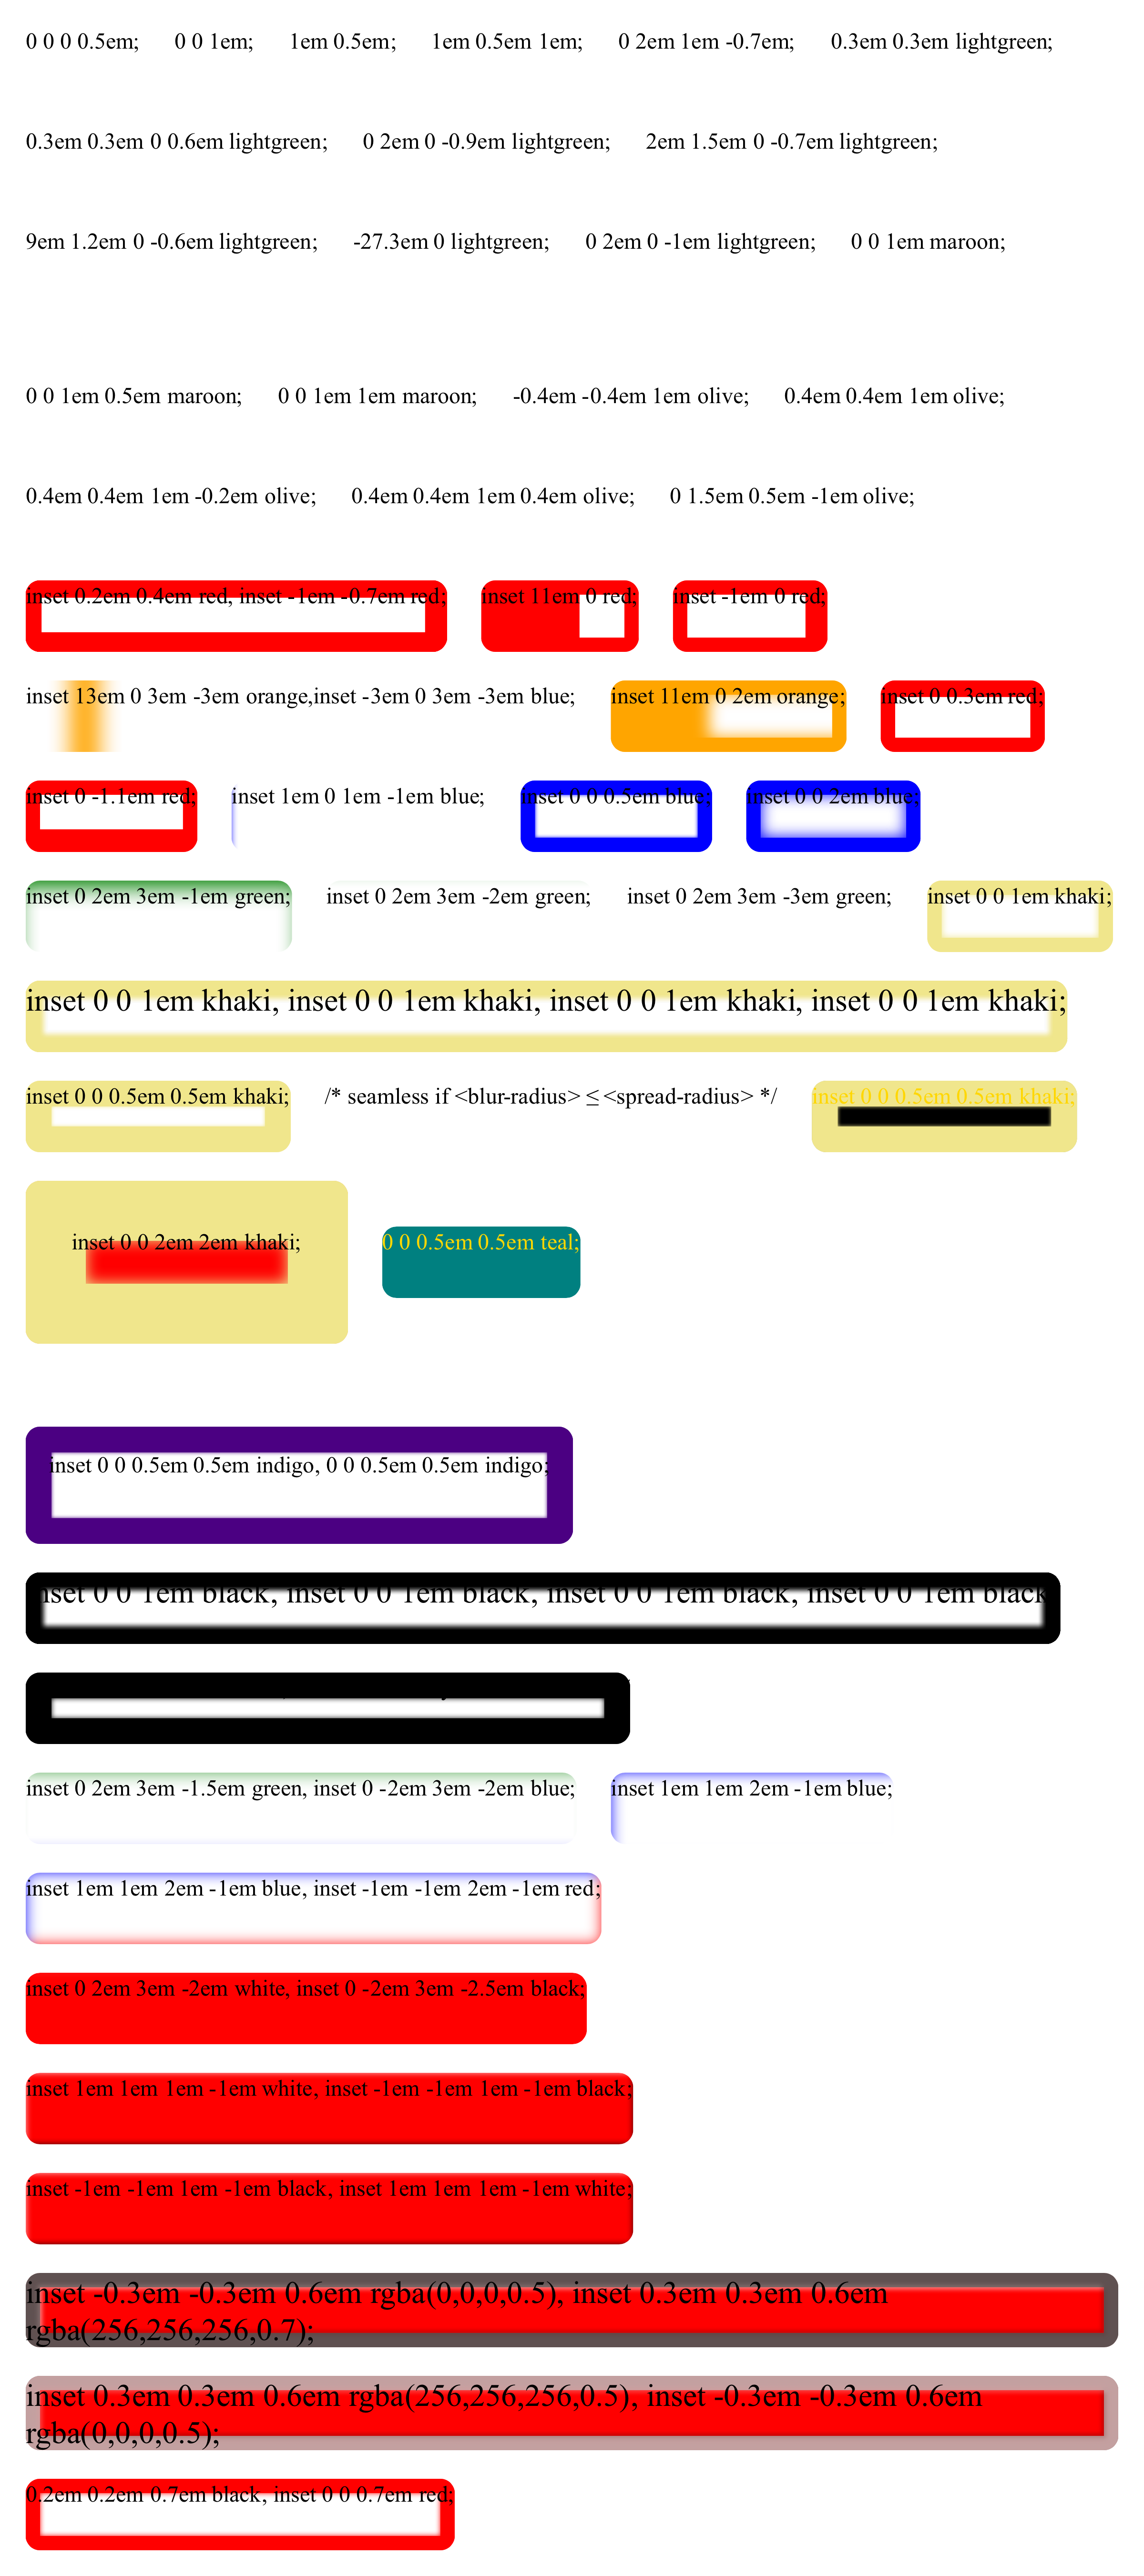 0 0 0 0.5em; 0 0 1em; 1em 0.5em; 1em 0.5em 1em; 0 2em 1em -0.7em; 0.3em 0.3em lightgreen;
0.3em 0.3em 0 0.6em lightgreen; 0 2em 0 -0.9em lightgreen; 2em 1.5em 0 -0.7em lightgreen;
9em 1.2em 0 -0.6em lightgreen; -27.3em 0 lightgreen; 0 2em 0 -1em lightgreen; 0 0 1em maroon;
0 0 1em 0.5em maroon; 0 0 1em 1em maroon; -0.4em -0.4em 1em olive; 0.4em 0.4em 1em olive;
0.4em 0.4em 1em -0.2em olive; 0.4em 0.4em 1em 0.4em olive; 0 1.5em 0.5em -1em olive;
inset 0.2em 0.4em red, inset -1em -0.7em red; inset 11em 0 red; inset -1em 0 red;
inset 13em 0 3em -3em orange,inset -3em 0 3em -3em blue; inset 11em 0 2em orange; inset 0 0.3em red;
inset 0 -1.1em red; inset 1em 0 1em -1em blue; inset 0 0 0.5em blue; inset 0 0 2em blue;
inset 0 2em 3em -1em green; inset 0 2em 3em -2em green; inset 0 2em 3em -3em green; inset 0 0 1em khaki;
inset 0 0 1em khaki, inset 0 0 1em khaki, inset 0 0 1em khaki, inset 0 0 1em khaki;
inset 0 0 0.5em 0.5em khaki; /* seamless if <blur-radius> ≤ <spread-radius> */ inset 0 0 0.5em 0.5em khaki;
inset 0 0 2em 2em khaki; 0 0 0.5em 0.5em teal;
inset 0 0 0.5em 0.5em indigo, 0 0 0.5em 0.5em indigo;
inset 0 0 1em black, inset 0 0 1em black, inset 0 0 1em black, inset 0 0 1em black
inset 0 2em 3em -1.5em green, inset 0 -2em 3em -2em blue; inset 1em 1em 2em -1em blue;
inset 1em 1em 2em -1em blue, inset -1em -1em 2em -1em red;
inset 0 2em 3em -2em white, inset 0 -2em 3em -2.5em black;
inset 1em 1em 1em -1em white, inset -1em -1em 1em -1em black;
inset -1em -1em 1em -1em black, inset 1em 1em 1em -1em white;
inset -0.3em -0.3em 0.6em rgba(0,0,0,0.5), inset 0.3em 0.3em 0.6em
rgba(256,256,256,0.7);
inset 0.3em 0.3em 0.6em rgba(256,256,256,0.5), inset -0.3em -0.3em 0.6em
rgba(0,0,0,0.5);
0.2em 0.2em 0.7em black, inset 0 0 0.7em red;